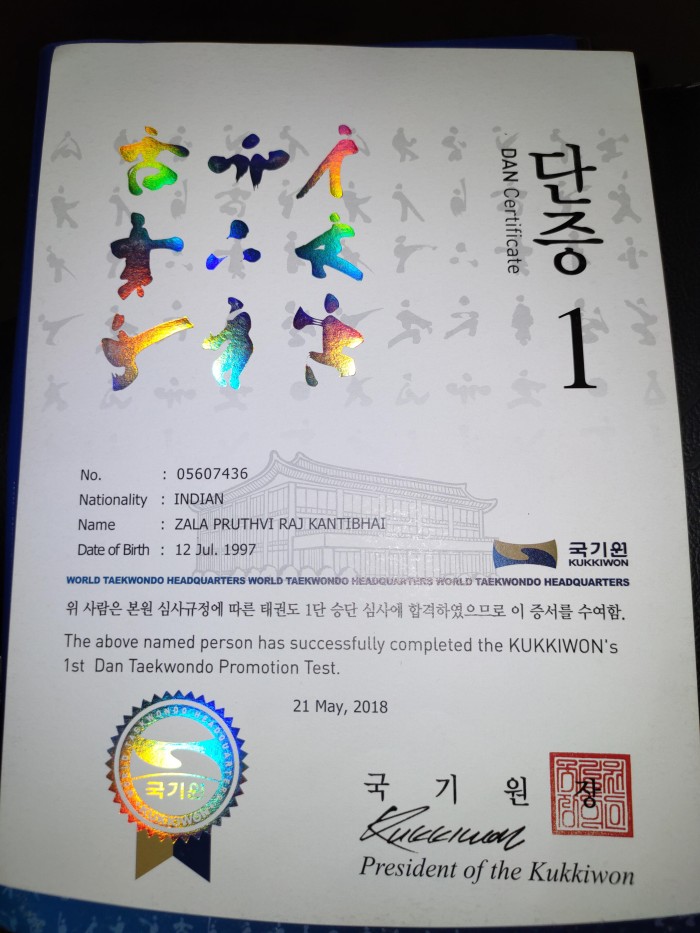 단증
DAN Certificate
1
No. : 05607436
Nationality : INDIAN
Name : ZALA PRUTHVI RAJ KANTIBHAI
Date of Birth : 12 Jul. 1997
국기원
KUKKIWON
WORLD TAEKWONDO HEADQUARTERS WORLD TAEKWONDO HEADQUARTERS WORLD TAEKWONDO HEADQUARTERS
위 사람은 본원 심사규정에 따른 태권도 1단 승단 심사에 합격하였으므로 이 증서를 수여함.
The above named person has successfully completed the KUKKIWON's
1st Dan Taekwondo Promotion Test.
21 May, 2018
국기원
국 기 원 장
Kukkiwon
President of the Kukkiwon